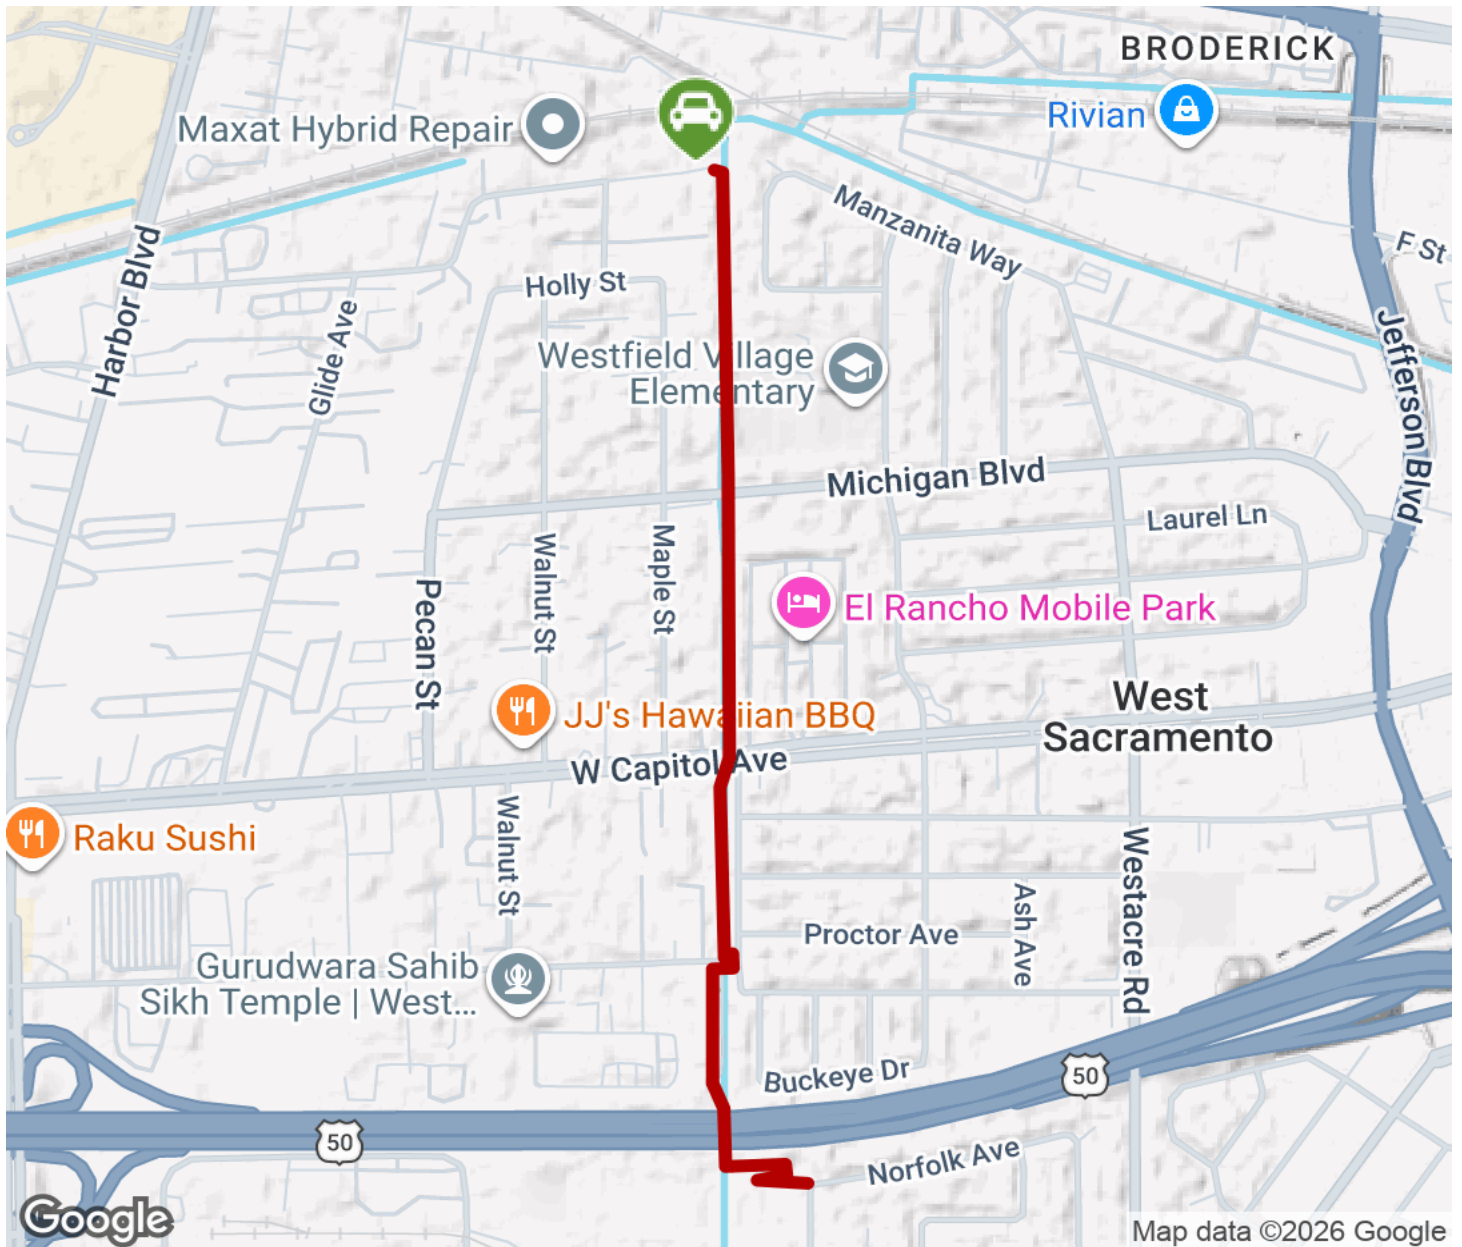 BRODERICK
Rivian
Maxat Hybrid Repair
Manzanita Way
F St
Harbor Blvd
Holly St
Glide Ave
Jefferson Blvd
Westfield Village
Elementary
Michigan Blvd
Laurel Ln
Walnut St
Maple St
Pecan St
El Rancho Mobile Park
West
Sacramento
JJ's Hawaiian BBQ
W Capitol Ave
Raku Sushi
Walnut St
Westacre Rd
Ash Ave
Proctor Ave
Gurudwara Sahib
Sikh Temple | West...
Buckeye Dr
50
50
Norfolk Ave
Google
Map data ©2026 Google